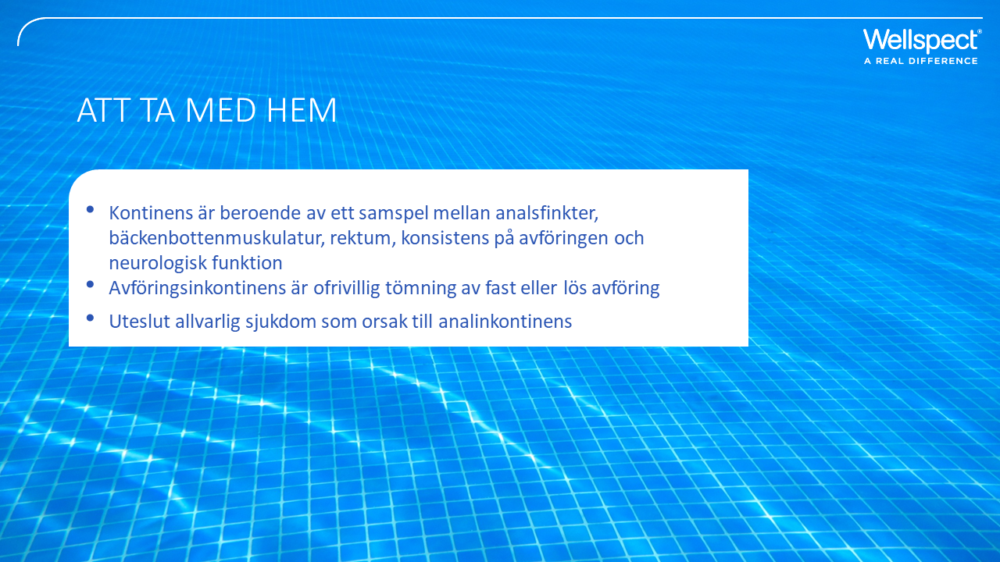 Wellspect®
A REAL DIFFERENCE
ATT TA MED HEM
• Kontinens är beroende av ett samspel mellan analsfinkter,
bäckenbottenmuskulatur, rektum, konsistens på avföringen och
neurologisk funktion
• Avföringsinkontinens är ofrivillig tömning av fast eller lös avföring
• Uteslut allvarlig sjukdom som orsak till analinkontinens